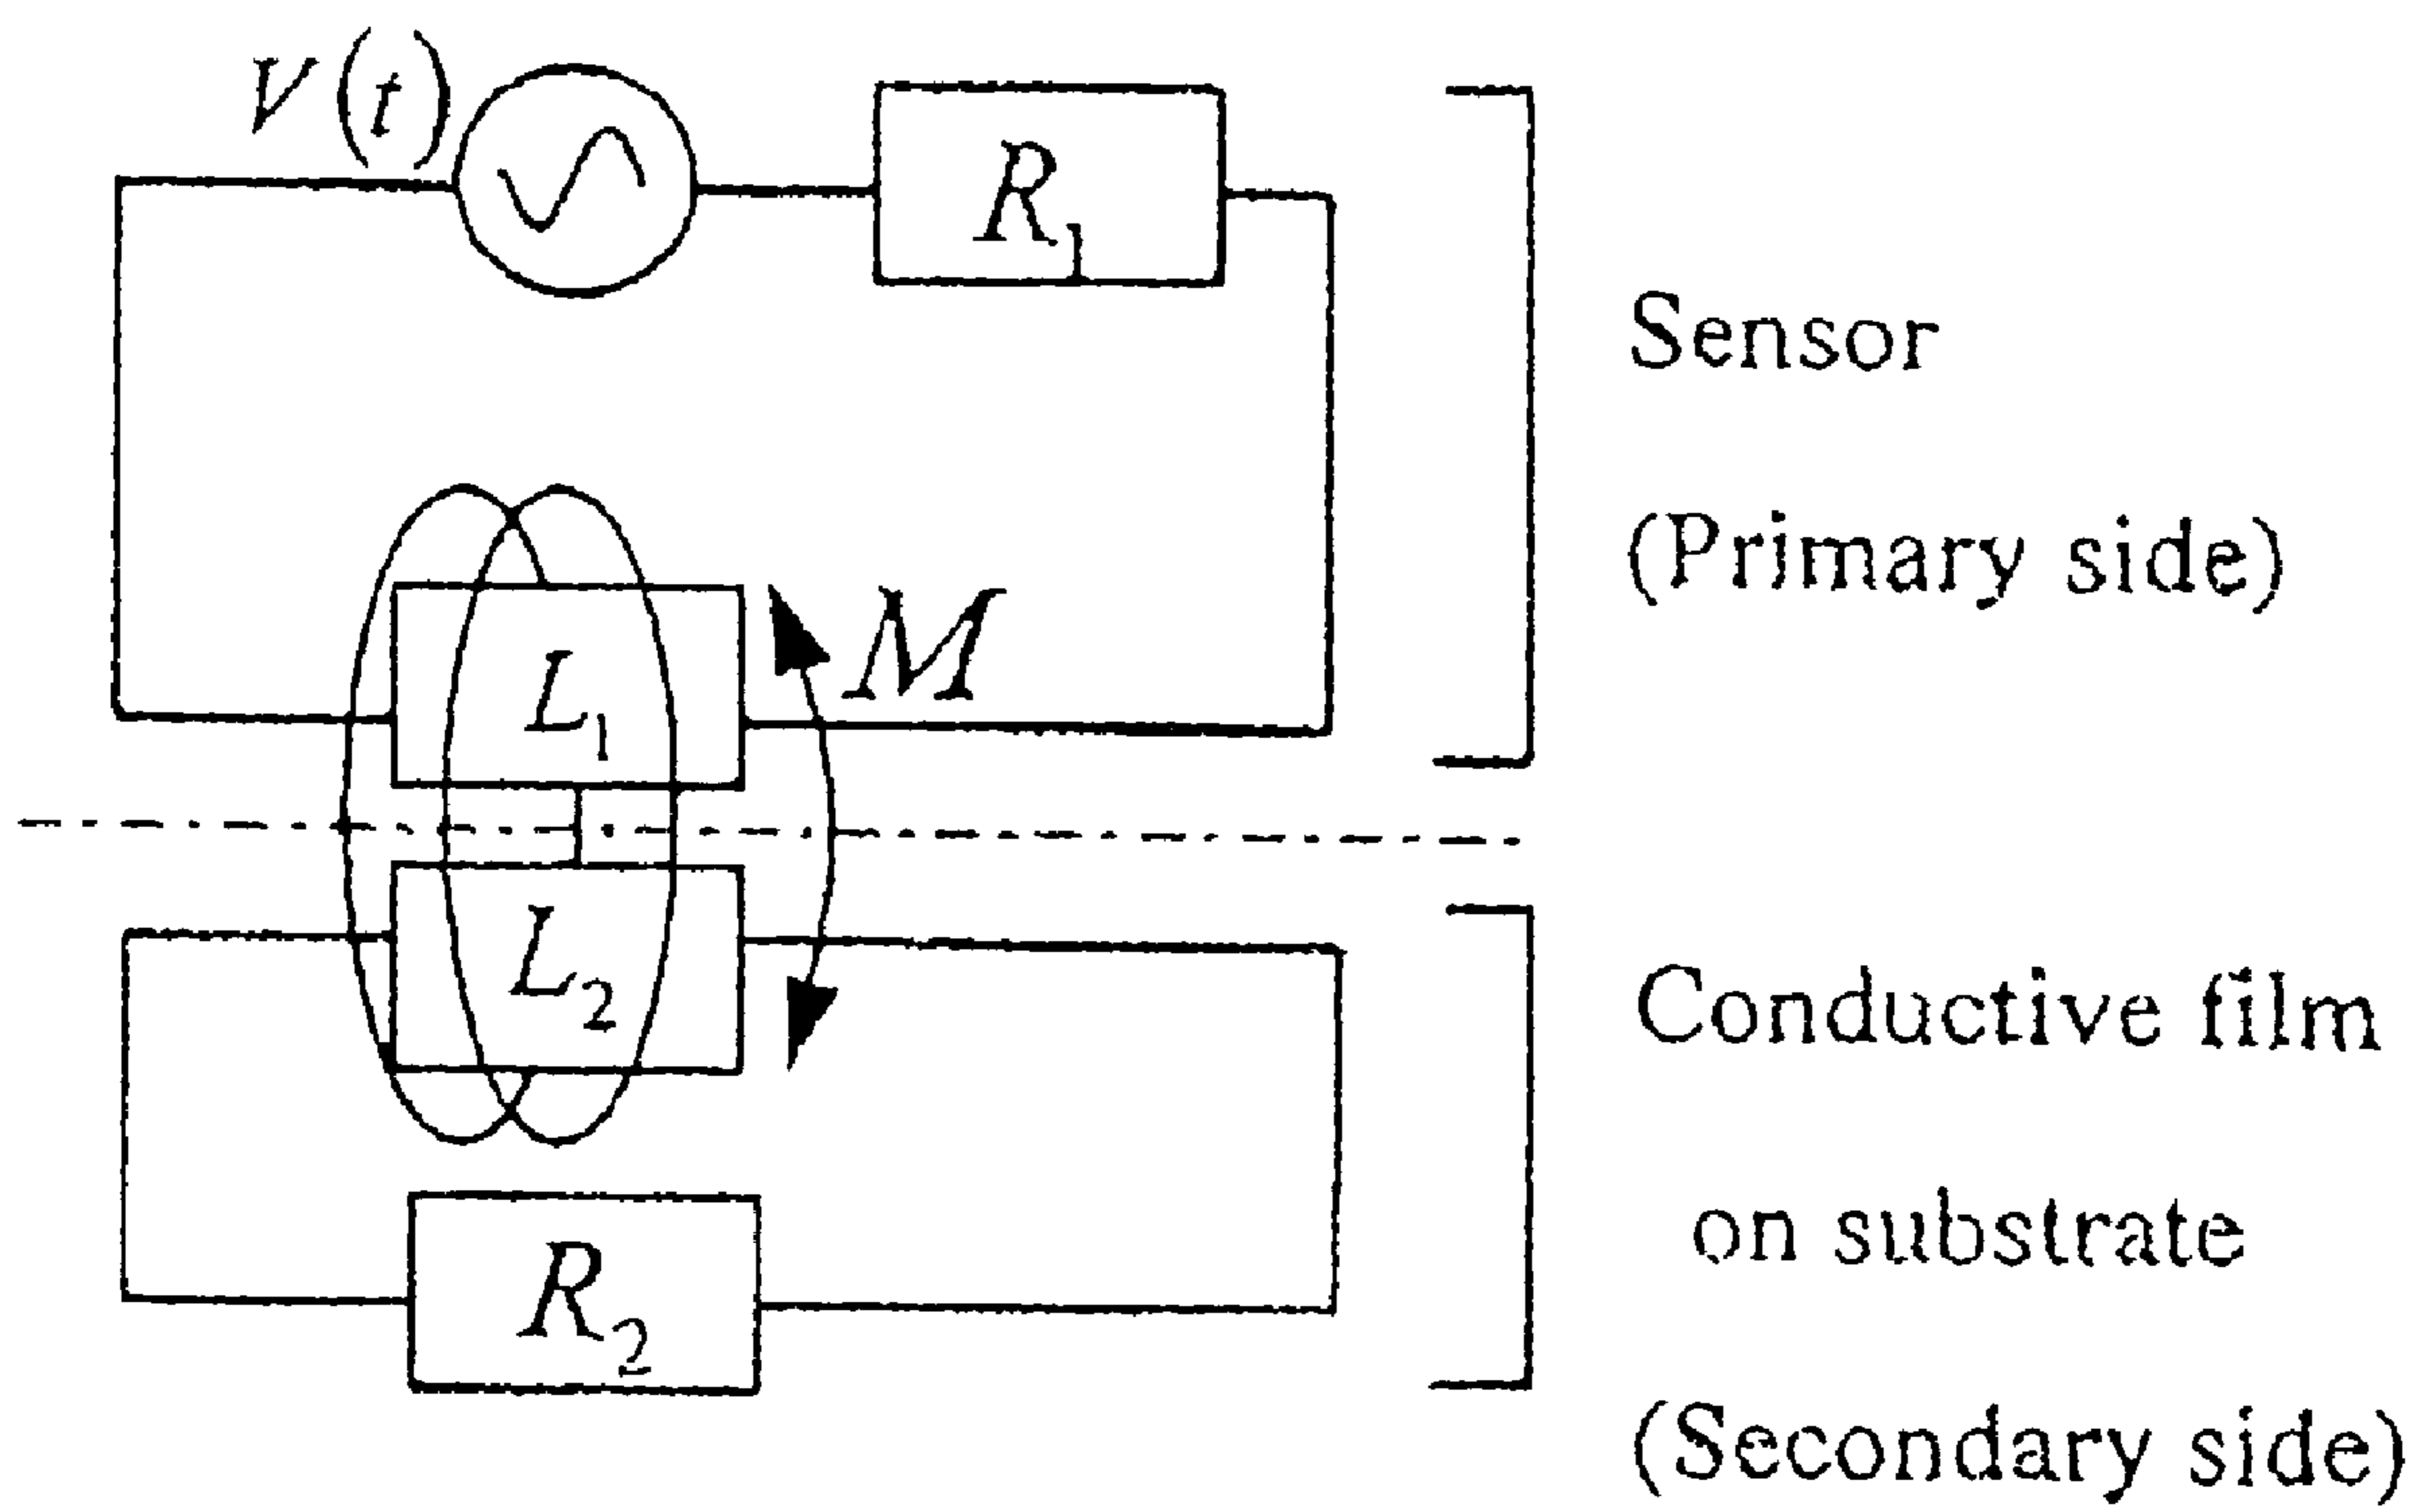 V(t)
R₁
Sensor
(Primary side)
L₁
M
L₂
Conductive film
on substrate
(Secondary side)
R₂